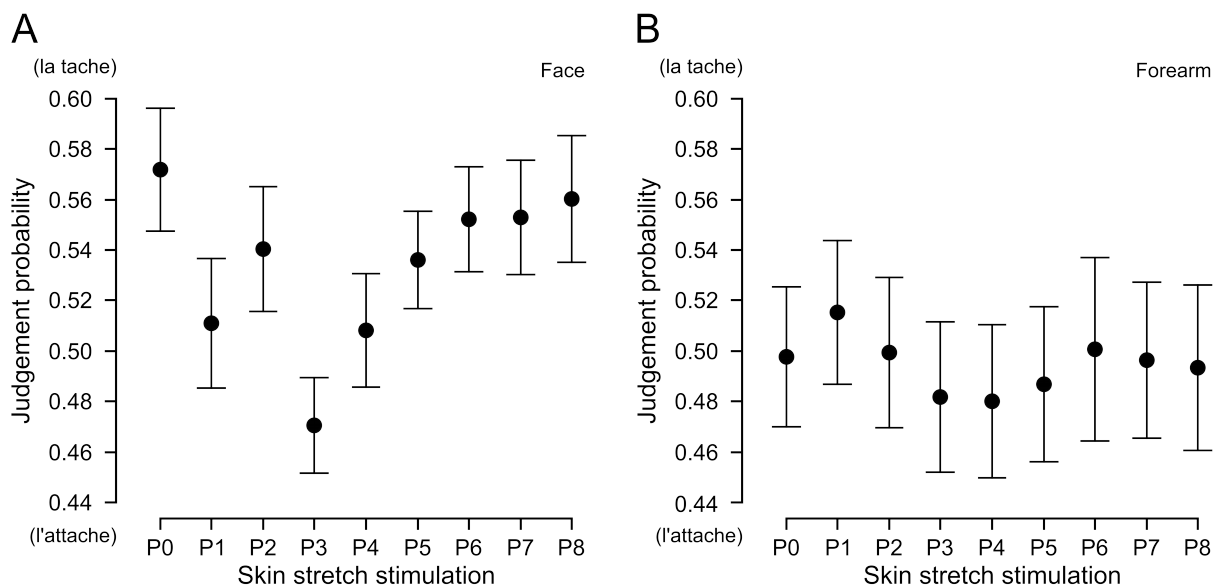 A
(la tache)
Face
0.60
0.58
0.56
0.54
0.52
0.50
0.48
0.46
0.44
Judgement probability
(l'attache)
P0 P1 P2 P3 P4 P5 P6 P7 P8
Skin stretch stimulation
B
(la tache)
Forearm
0.60
0.58
0.56
0.54
0.52
0.50
0.48
0.46
0.44
Judgement probability
(l'attache)
P0 P1 P2 P3 P4 P5 P6 P7 P8
Skin stretch stimulation